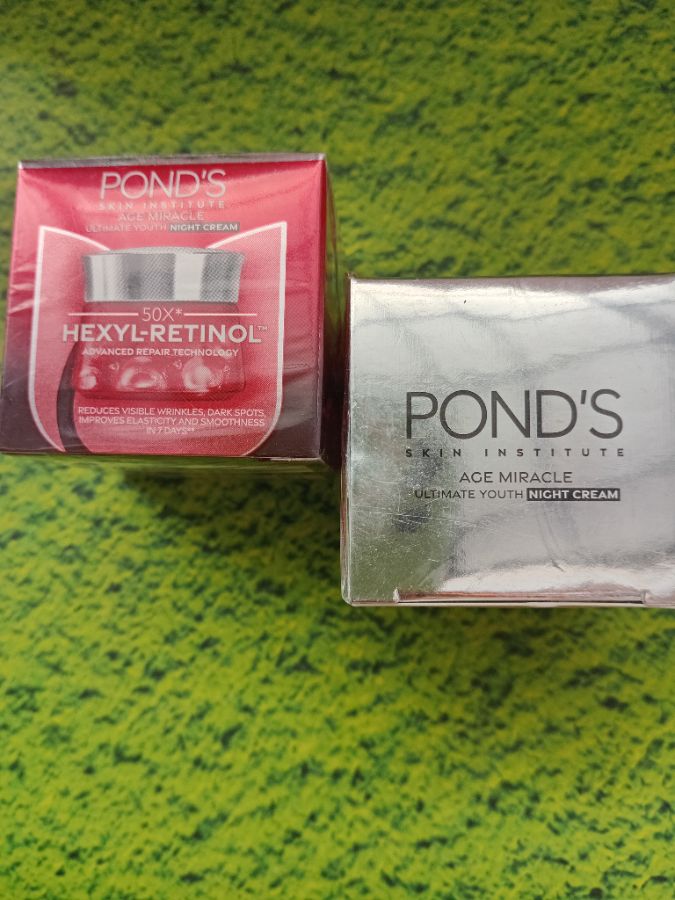 POND'S
SKIN INSTITUTE
AGE MIRACLE
ULTIMATE YOUTH NIGHT CREAM
50X*
HEXYL-RETINOL™
ADVANCED REPAIR TECHNOLOGY
REDUCES VISIBLE WRINKLES, DARK SPOTS,
IMPROVES ELASTICITY AND SMOOTHNESS
IN 7 DAYS**
POND'S
SKIN INSTITUTE
AGE MIRACLE
ULTIMATE YOUTH NIGHT CREAM